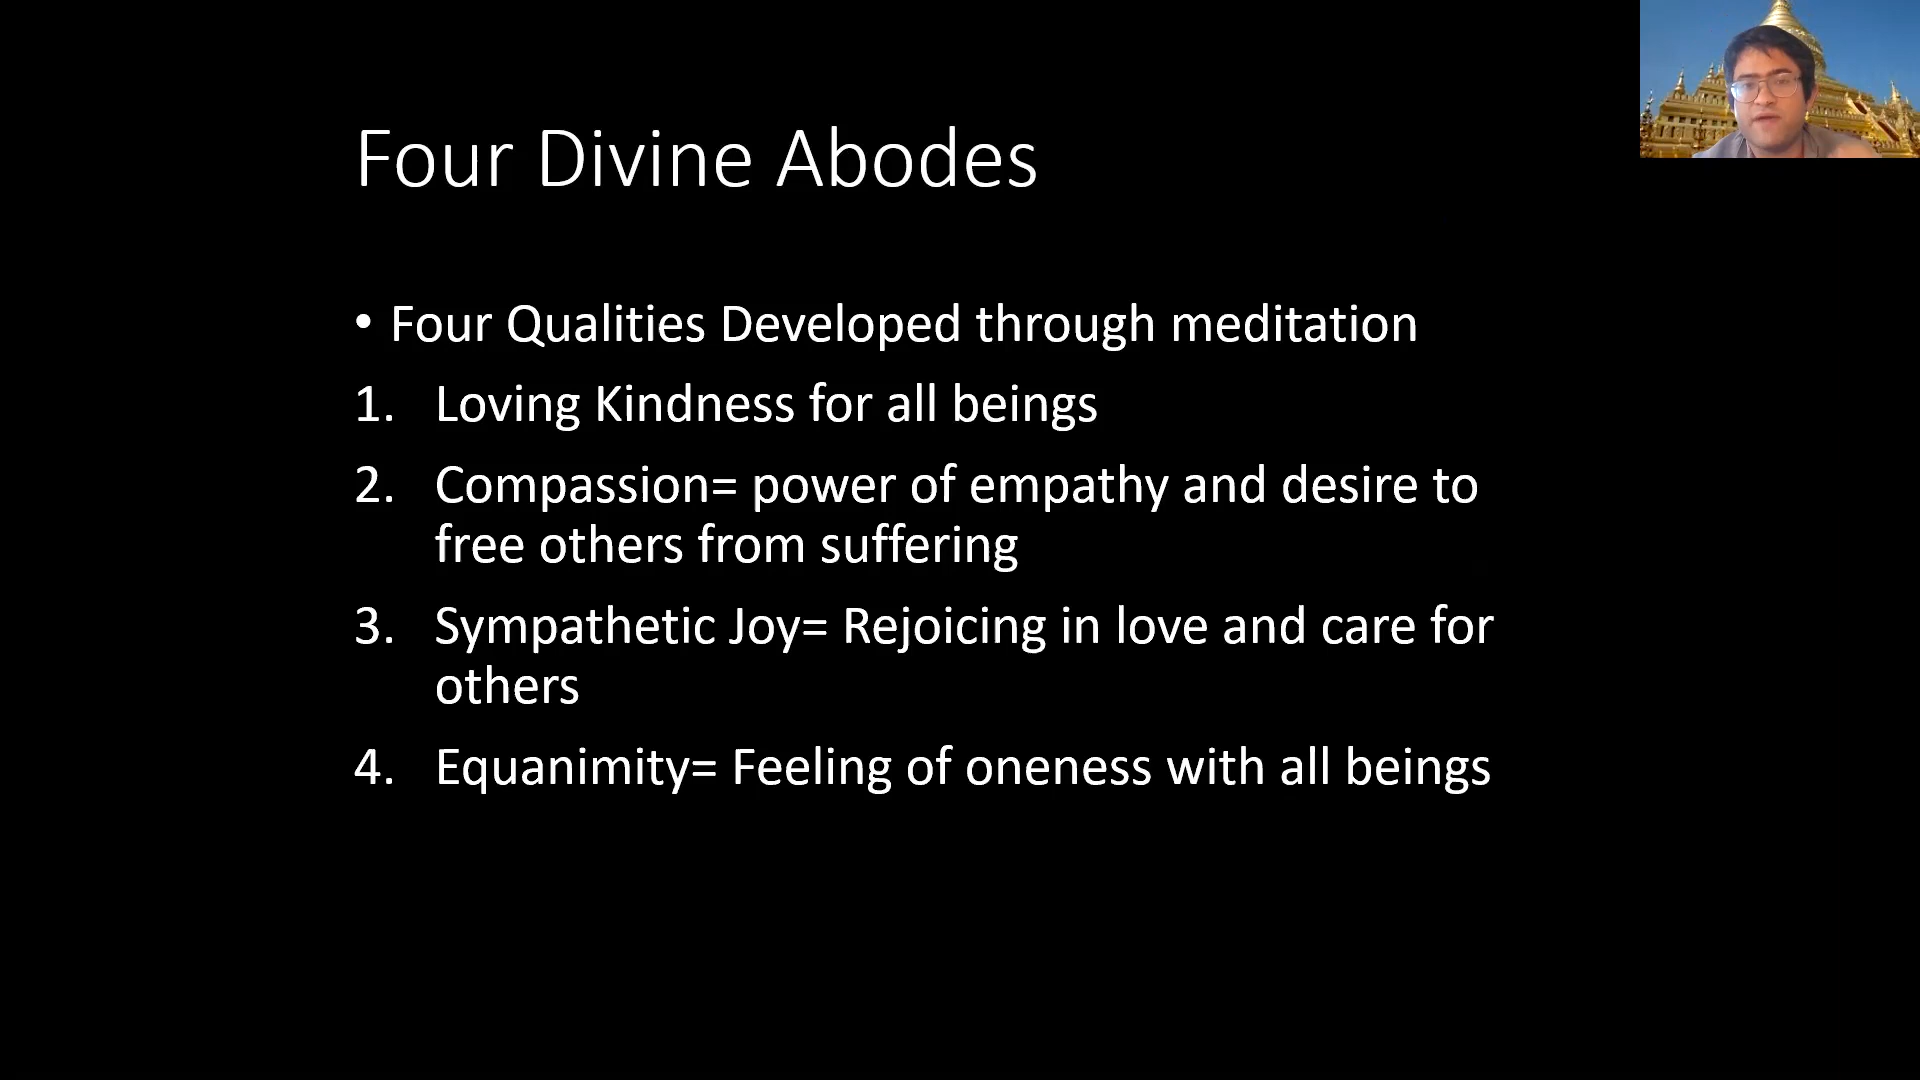 Four Divine Abodes
• Four Qualities Developed through meditation
1. Loving Kindness for all beings
2. Compassion= power of empathy and desire to
free others from suffering
3. Sympathetic Joy= Rejoicing in love and care for
others
4. Equanimity= Feeling of oneness with all beings